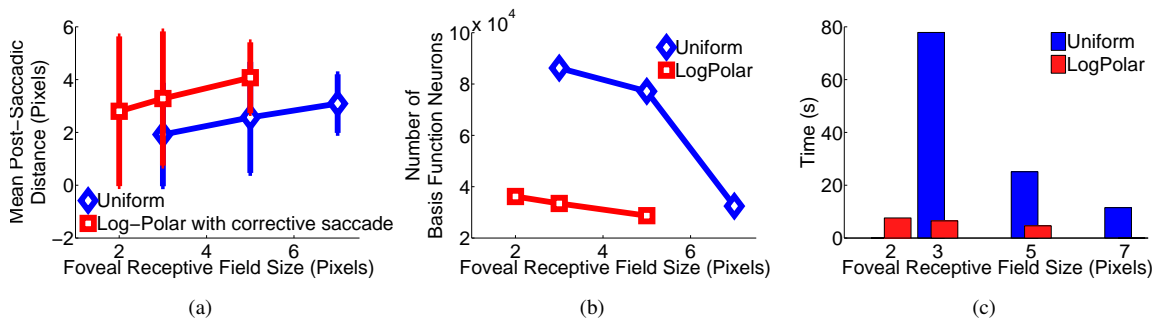 6
4
2
0
−2
2
4
6
Mean Post−Saccadic
Distance (Pixels)
Uniform
Log−Polar with corrective saccade
Foveal Receptive Field Size (Pixels)
(a)
x 10^4
10
8
6
4
2
2
4
6
Number of
Basis Function Neurons
Uniform
LogPolar
Foveal Receptive Field Size (Pixels)
(b)
80
60
40
20
0
2
3
5
7
Time (s)
Uniform
LogPolar
Foveal Receptive Field Size (Pixels)
(c)